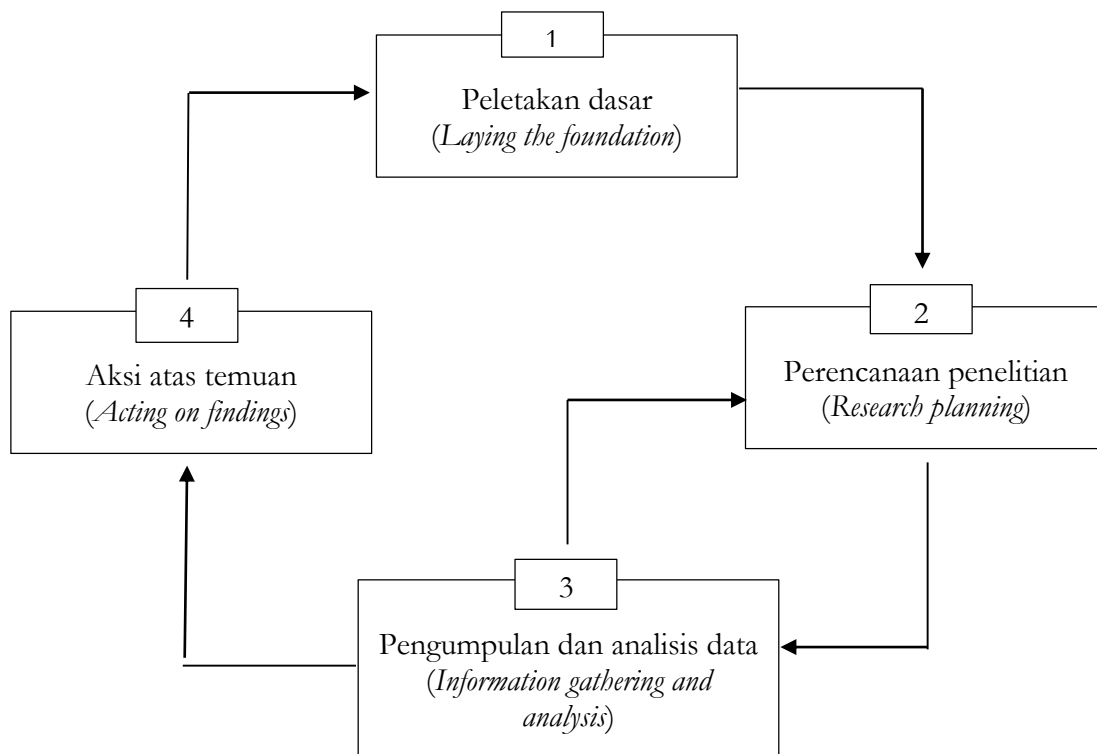 1
Peletakan dasar
(Laying the foundation)
2
Perencanaan penelitian
(Research planning)
3
Pengumpulan dan analisis data
(Information gathering and
analysis)
4
Aksi atas temuan
(Acting on findings)